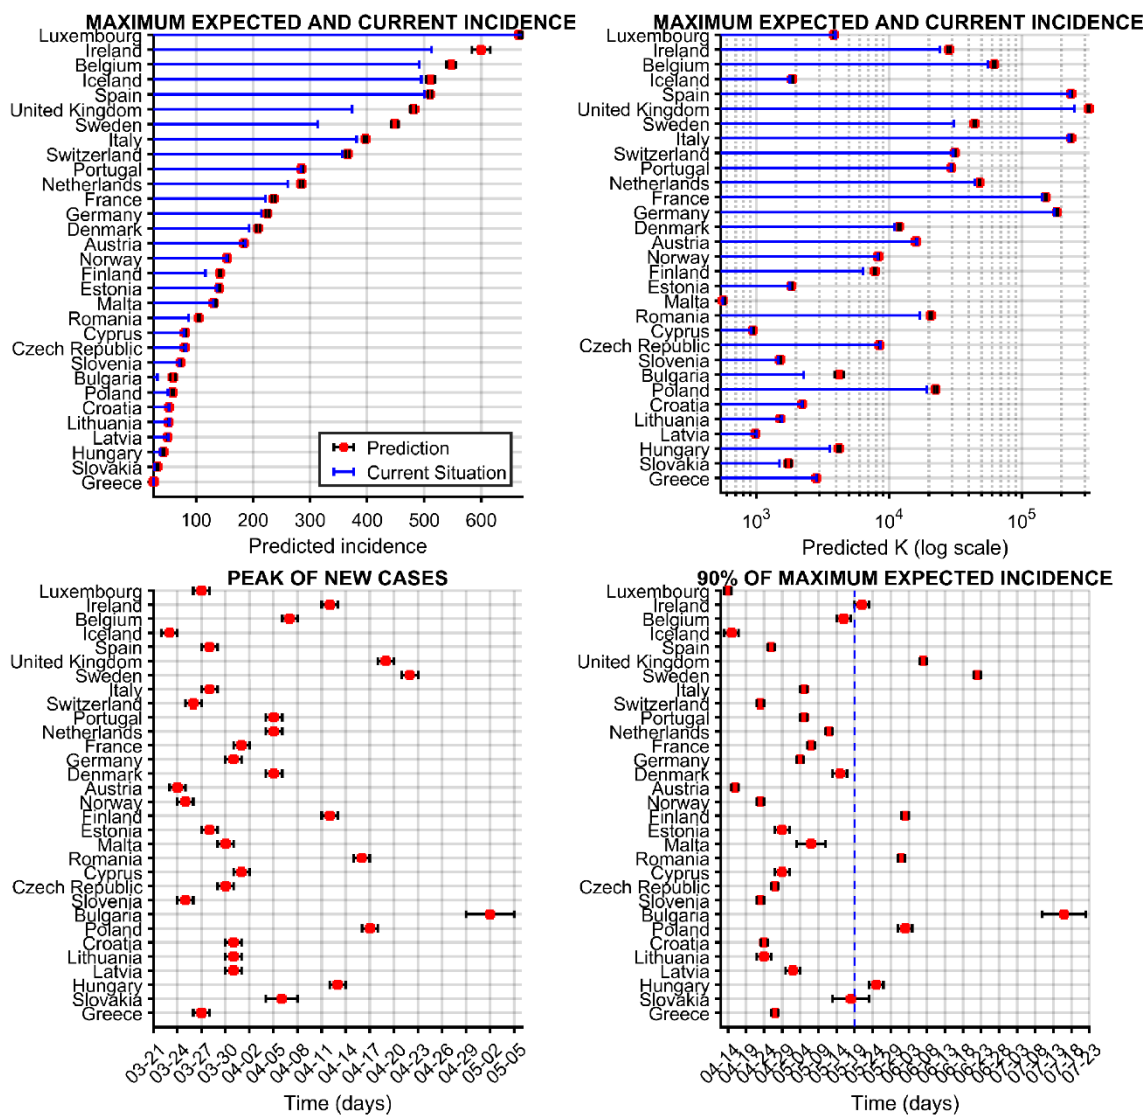 MAXIMUM EXPECTED AND CURRENT INCIDENCE
Luxembourg
Ireland
Belgium
Iceland
Spain
United Kingdom
Sweden
Italy
Switzerland
Portugal
Netherlands
France
Germany
Denmark
Austria
Norway
Finland
Estonia
Malta
Romania
Cyprus
Czech Republic
Slovenia
Bulgaria
Poland
Croatia
Lithuania
Latvia
Hungary
Slovakia
Greece
Prediction
Current Situation
100 200 300 400 500 600
Predicted incidence
MAXIMUM EXPECTED AND CURRENT INCIDENCE
Luxembourg
Ireland
Belgium
Iceland
Spain
United Kingdom
Sweden
Italy
Switzerland
Portugal
Netherlands
France
Germany
Denmark
Austria
Norway
Finland
Estonia
Malta
Romania
Cyprus
Czech Republic
Slovenia
Bulgaria
Poland
Croatia
Lithuania
Latvia
Hungary
Slovakia
Greece
10³ 10⁴ 10⁵
Predicted K (log scale)
PEAK OF NEW CASES
Luxembourg
Ireland
Belgium
Iceland
Spain
United Kingdom
Sweden
Italy
Switzerland
Portugal
Netherlands
France
Germany
Denmark
Austria
Norway
Finland
Estonia
Malta
Romania
Cyprus
Czech Republic
Slovenia
Bulgaria
Poland
Croatia
Lithuania
Latvia
Hungary
Slovakia
Greece
03-21 03-24 03-27 03-30 04-02 04-05 04-08 04-11 04-14 04-17 04-20 04-23 04-26 04-29 05-02 05-05
Time (days)
90% OF MAXIMUM EXPECTED INCIDENCE
Luxembourg
Ireland
Belgium
Iceland
Spain
United Kingdom
Sweden
Italy
Switzerland
Portugal
Netherlands
France
Germany
Denmark
Austria
Norway
Finland
Estonia
Malta
Romania
Cyprus
Czech Republic
Slovenia
Bulgaria
Poland
Croatia
Lithuania
Latvia
Hungary
Slovakia
Greece
04-14 04-19 04-24 04-29 05-04 05-09 05-14 05-19 05-24 05-29 06-03 06-08 06-13 06-18 06-23 06-28 07-03 07-08 07-13 07-18 07-23
Time (days)